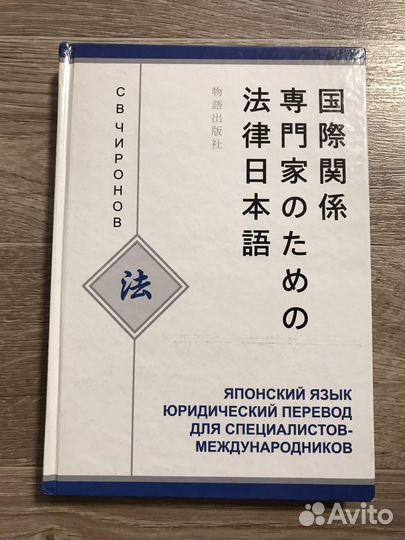 国際関係
専門家のための
法律日本語
物語出版社
С В ЧИРОНОВ
法
ЯПОНСКИЙ ЯЗЫК
ЮРИДИЧЕСКИЙ ПЕРЕВОД
ДЛЯ СПЕЦИАЛИСТОВ-
МЕЖДУНАРОДНИКОВ
Avito